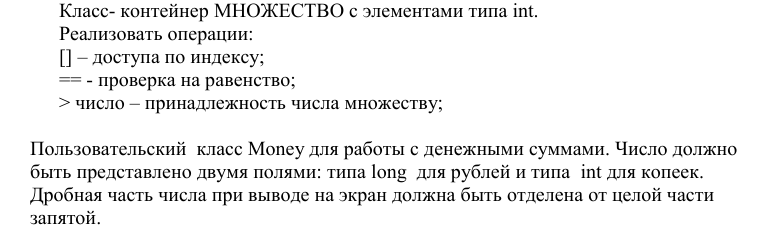 Класс- контейнер МНОЖЕСТВО с элементами типа int.
Реализовать операции:
[] – доступа по индексу;
== - проверка на равенство;
> число – принадлежность числа множеству;
Пользовательский  класс Money для работы с денежными суммами. Число должно
быть представлено двумя полями: типа long  для рублей и типа  int для копеек.
Дробная часть числа при выводе на экран должна быть отделена от целой части
запятой.